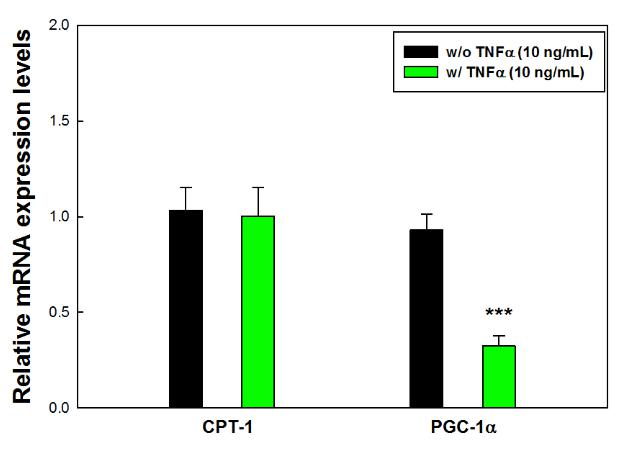 2.0
w/o TNFα (10 ng/mL)
w/ TNFα (10 ng/mL)
1.5
1.0
0.5
0.0
Relative mRNA expression levels
***
CPT-1
PGC-1α